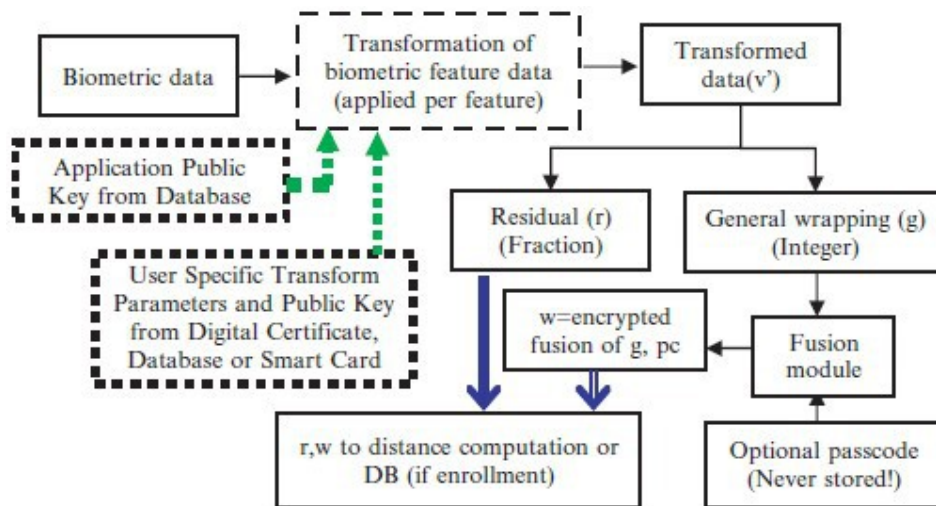 Biometric data
Transformation of
biometric feature data
(applied per feature)
Transformed
data(v’)
Application Public
Key from Database
Residual (r)
(Fraction)
General wrapping (g)
(Integer)
User Specific Transform
Parameters and Public Key
from Digital Certificate,
Database or Smart Card
w=encrypted
fusion of g, pc
Fusion
module
r,w to distance computation or
DB (if enrollment)
Optional passcode
(Never stored!)